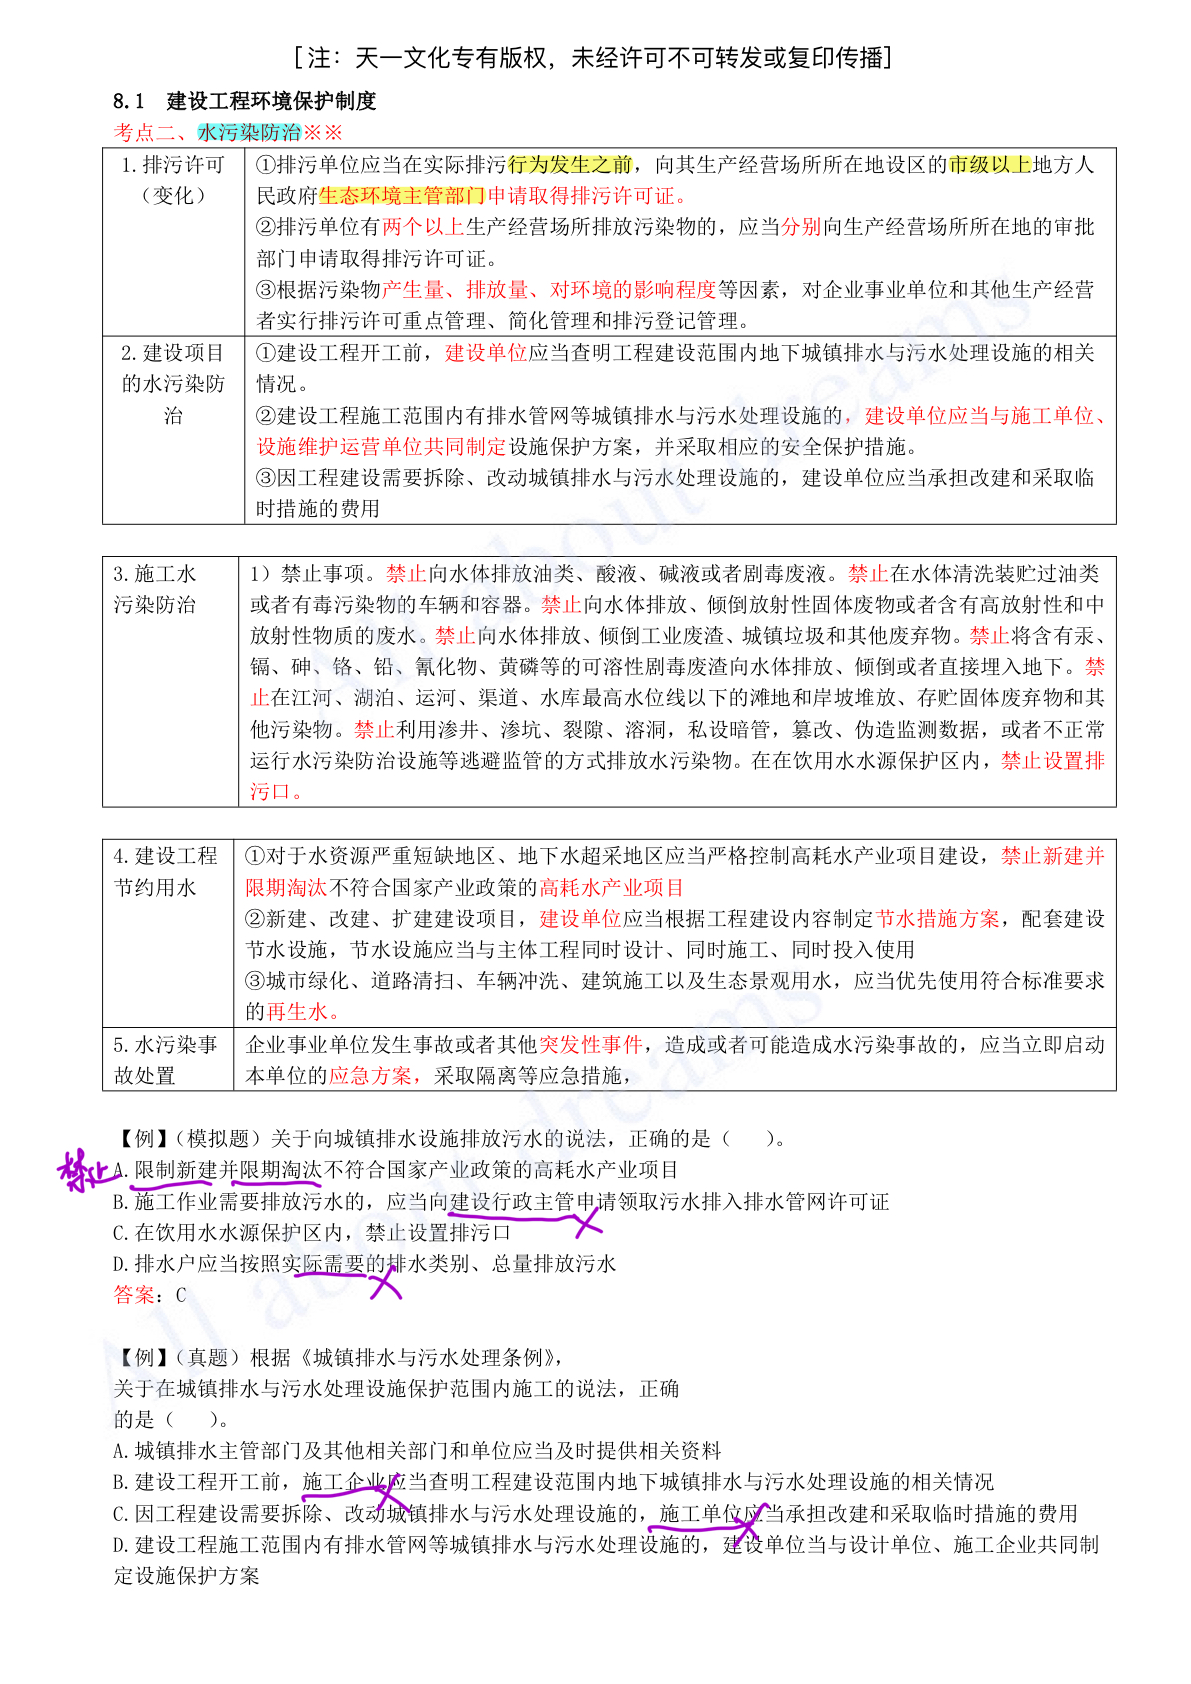 [注：天一文化专有版权，未经许可不可转发或复印传播]
8.1 建设工程环境保护制度
考点二、水污染防治※※
1.排污许可（变化）
①排污单位应当在实际排污行为发生之前，向其生产经营场所所在地设区的市级以上地方人
民政府生态环境主管部门申请取得排污许可证。
②排污单位有两个以上生产经营场所排放污染物的，应当分别向生产经营场所所在地的审批
部门申请取得排污许可证。
③根据污染物产生量、排放量、对环境的影响程度等因素，对企业事业单位和其他生产经营
者实行排污许可重点管理、简化管理和排污登记管理。
2.建设项目
的水污染防
治
①建设工程开工前，建设单位应当查明工程建设范围内地下城镇排水与污水处理设施的相关
情况。
②建设工程施工范围内有排水管网等城镇排水与污水处理设施的，建设单位应当与施工单位、
设施维护运营单位共同制定设施保护方案，并采取相应的安全保护措施。
③因工程建设需要拆除、改动城镇排水与污水处理设施的，建设单位应当承担改建和采取临
时措施的费用
3.施工水
污染防治
1）禁止事项。禁止向水体排放油类、酸液、碱液或者剧毒废液。禁止在水体清洗装贮过油类
或者有毒污染物的车辆和容器。禁止向水体排放、倾倒放射性固体废物或者含有高放射性和中
放射性物质的废水。禁止向水体排放、倾倒工业废渣、城镇垃圾和其他废弃物。禁止将含有汞、
镉、砷、铬、铅、氰化物、黄磷等的可溶性剧毒废渣向水体排放、倾倒或者直接埋入地下。禁
止在江河、湖泊、运河、渠道、水库最高水位线以下的滩地和岸坡堆放、存贮固体废弃物和其
他污染物。禁止利用渗井、渗坑、裂隙、溶洞，私设暗管，篡改、伪造监测数据，或者不正常
运行水污染防治设施等逃避监管的方式排放水污染物。在在饮用水水源保护区内，禁止设置排
污口。
4.建设工程
节约用水
①对于水资源严重短缺地区、地下水超采地区应当严格控制高耗水产业项目建设，禁止新建并
限期淘汰不符合国家产业政策的高耗水产业项目
②新建、改建、扩建建设项目，建设单位应当根据工程建设内容制定节水措施方案，配套建设
节水设施，节水设施应当与主体工程同时设计、同时施工、同时投入使用
③城市绿化、道路清扫、车辆冲洗、建筑施工以及生态景观用水，应当优先使用符合标准要求
的再生水。
5.水污染事
故处置
企业事业单位发生事故或者其他突发性事件，造成或者可能造成水污染事故的，应当立即启动
本单位的应急方案，采取隔离等应急措施，
【例】（模拟题）关于向城镇排水设施排放污水的说法，正确的是（ ）。
禁止
A.限制新建并限期淘汰不符合国家产业政策的高耗水产业项目
B.施工作业需要排放污水的，应当向建设行政主管申请领取污水排入排水管网许可证
C.在饮用水水源保护区内，禁止设置排污口
D.排水户应当按照实际需要的排水类别、总量排放污水
答案：C
【例】（真题）根据《城镇排水与污水处理条例》，
关于在城镇排水与污水处理设施保护范围内施工的说法，正确
的是（ ）。
A.城镇排水主管部门及其他相关部门和单位应当及时提供相关资料
B.建设工程开工前，施工企业应当查明工程建设范围内地下城镇排水与污水处理设施的相关情况
C.因工程建设需要拆除、改动城镇排水与污水处理设施的，施工单位应当承担改建和采取临时措施的费用
D.建设工程施工范围内有排水管网等城镇排水与污水处理设施的，建设单位当与设计单位、施工企业共同制
定设施保护方案
All about dreams
All about dreams